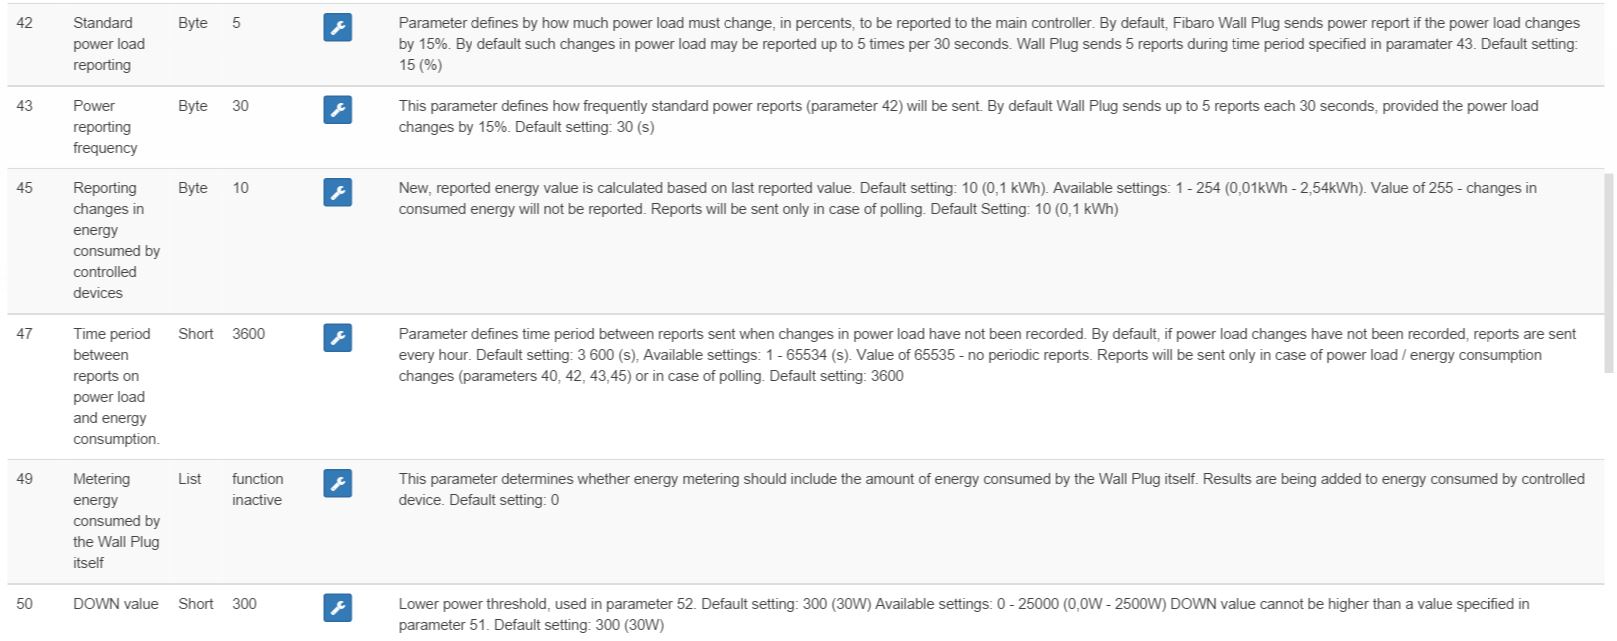 42 Standard power load reporting Byte 5 Parameter defines by how much power load must change, in percents, to be reported to the main controller. By default, Fibaro Wall Plug sends power report if the power load changes
by 15%. By default such changes in power load may be reported up to 5 times per 30 seconds. Wall Plug sends 5 reports during time period specified in paramater 43. Default setting:
15 (%)
43 Power reporting frequency Byte 30 This parameter defines how frequently standard power reports (parameter 42) will be sent. By default Wall Plug sends up to 5 reports each 30 seconds, provided the power load
changes by 15%. Default setting: 30 (s)
45 Reporting changes in energy consumed by controlled devices Byte 10 New, reported energy value is calculated based on last reported value. Default setting: 10 (0,1 kWh). Available settings: 1 - 254 (0,01kWh - 2,54kWh). Value of 255 - changes in
consumed energy will not be reported. Reports will be sent only in case of polling. Default Setting: 10 (0,1 kWh)
47 Time period between reports on power load and energy consumption. Short 3600 Parameter defines time period between reports sent when changes in power load have not been recorded. By default, if power load changes have not been recorded, reports are sent
every hour. Default setting: 3 600 (s), Available settings: 1 - 65534 (s). Value of 65535 - no periodic reports. Reports will be sent only in case of power load / energy consumption
changes (parameters 40, 42, 43,45) or in case of polling. Default setting: 3600
49 Metering energy consumed by the Wall Plug itself List function inactive This parameter determines whether energy metering should include the amount of energy consumed by the Wall Plug itself. Results are being added to energy consumed by controlled
device. Default setting: 0
50 DOWN value Short 300 Lower power threshold, used in parameter 52. Default setting: 300 (30W) Available settings: 0 - 25000 (0,0W - 2500W) DOWN value cannot be higher than a value specified in
parameter 51. Default setting: 300 (30W)